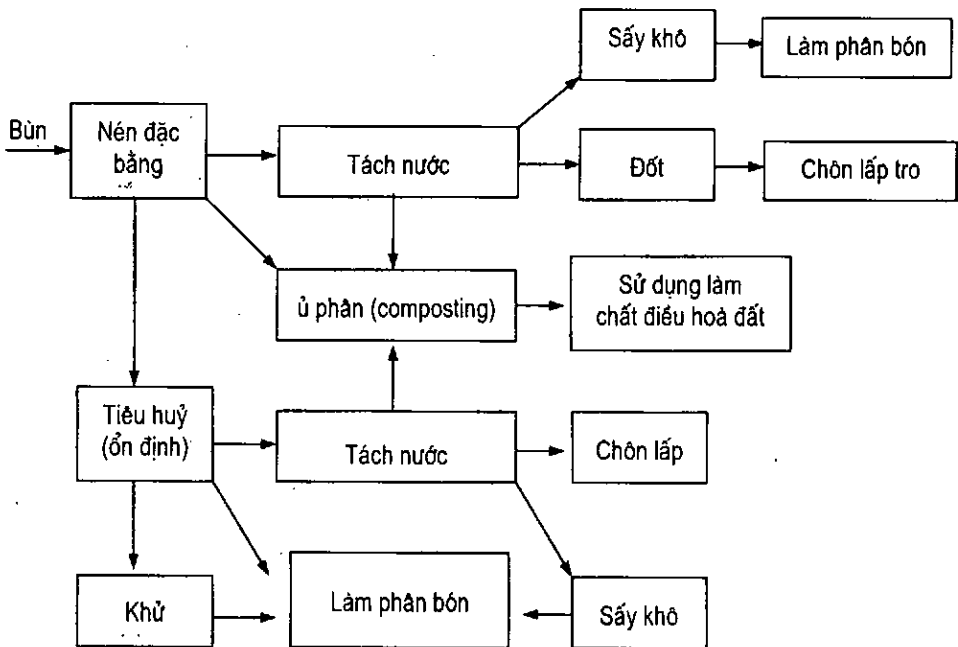 Sấy khô
Làm phân bón
Bùn
Nén đặc
bằng
Tách nước
Đốt
Chôn lấp tro
ủ phân (composting)
Sử dụng làm
chất điều hoà đất
Tiêu huỷ
(ổn định)
Tách nước
Chôn lấp
Khử
Làm phân bón
Sấy khô